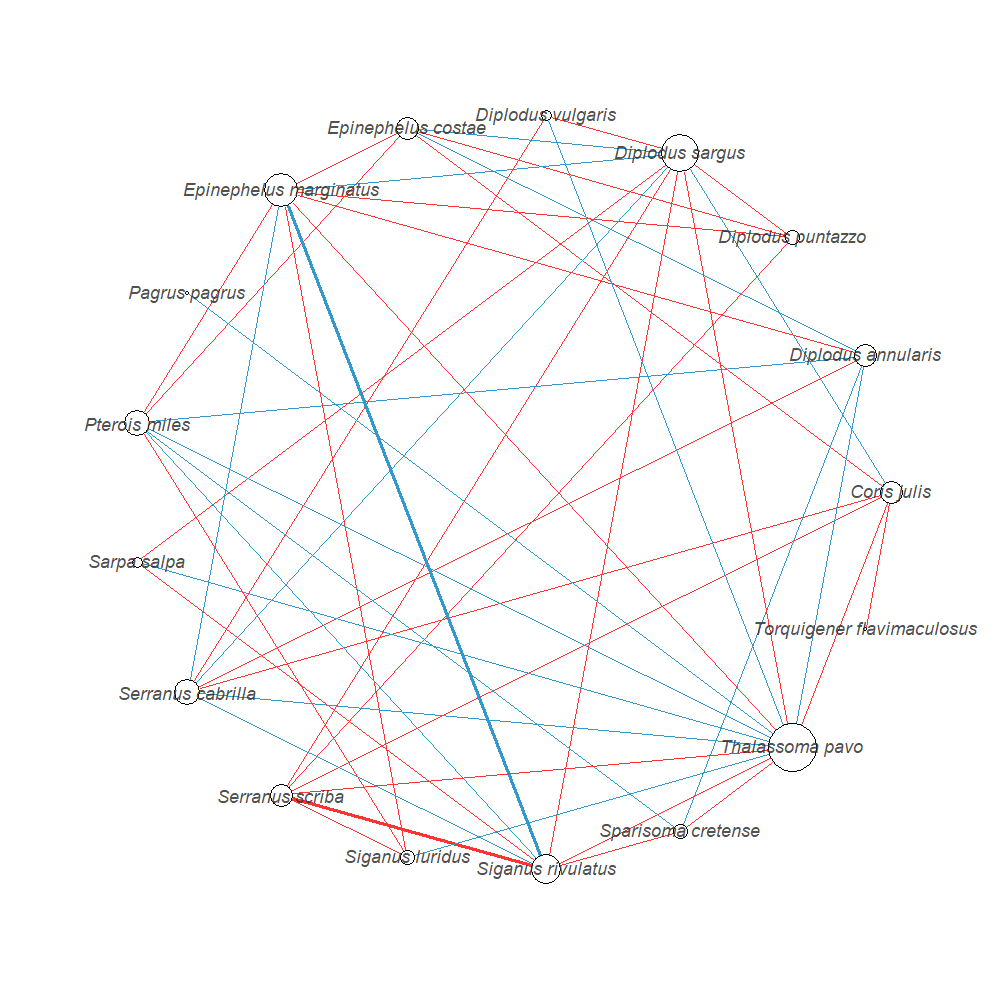 Diplodus vulgaris
Epinephelus costae
Diplodus sargus
Epinephelus marginatus
Diplodus puntazzo
Pagrus pagrus
Diplodus annularis
Pterois miles
Coris julis
Sarpa salpa
Torquigener flavimaculosus
Serranus cabrilla
Thalassoma pavo
Serranus scriba
Sparisoma cretense
Siganus luridus
Siganus rivulatus